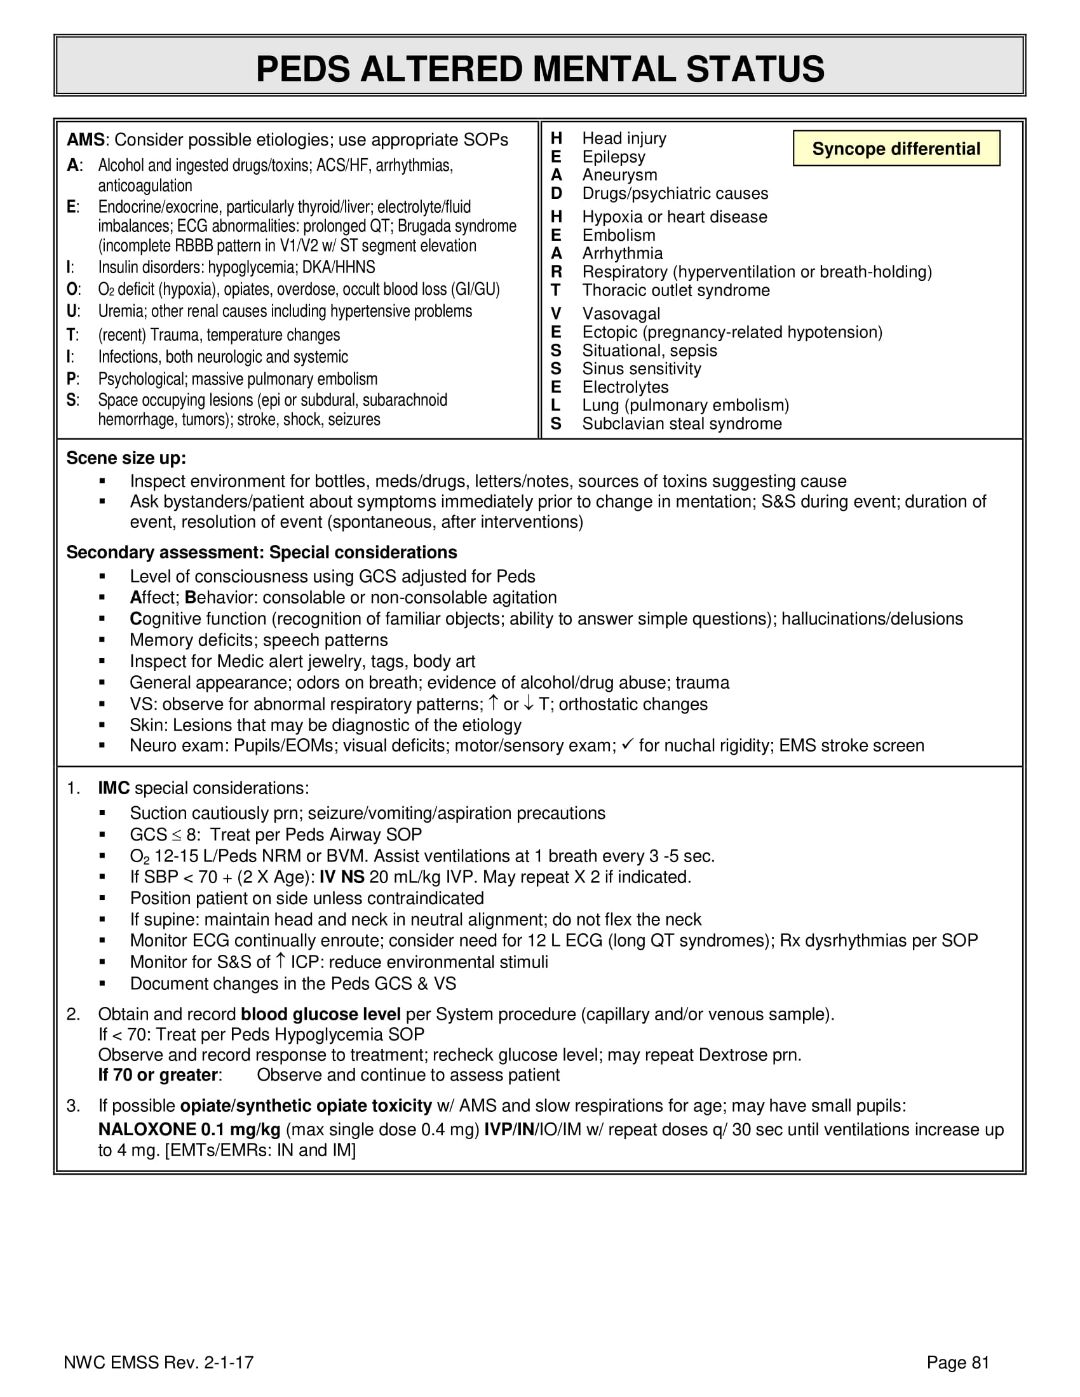 PEDS ALTERED MENTAL STATUS
AMS: Consider possible etiologies; use appropriate SOPs
A: Alcohol and ingested drugs/toxins; ACS/HF, arrhythmias,
anticoagulation
E: Endocrine/exocrine, particularly thyroid/liver; electrolyte/fluid
imbalances; ECG abnormalities: prolonged QT; Brugada syndrome
(incomplete RBBB pattern in V1/V2 w/ ST segment elevation
I: Insulin disorders: hypoglycemia; DKA/HHNS
O: O2 deficit (hypoxia), opiates, overdose, occult blood loss (GI/GU)
U: Uremia; other renal causes including hypertensive problems
T: (recent) Trauma, temperature changes
I: Infections, both neurologic and systemic
P: Psychological; massive pulmonary embolism
S: Space occupying lesions (epi or subdural, subarachnoid
hemorrhage, tumors); stroke, shock, seizures
Syncope differential
H Head injury
E Epilepsy
A Aneurysm
D Drugs/psychiatric causes
H Hypoxia or heart disease
E Embolism
A Arrhythmia
R Respiratory (hyperventilation or breath-holding)
T Thoracic outlet syndrome
V Vasovagal
E Ectopic (pregnancy-related hypotension)
S Situational, sepsis
S Sinus sensitivity
E Electrolytes
L Lung (pulmonary embolism)
S Subclavian steal syndrome
Scene size up:
▪ Inspect environment for bottles, meds/drugs, letters/notes, sources of toxins suggesting cause
▪ Ask bystanders/patient about symptoms immediately prior to change in mentation; S&S during event; duration of
event, resolution of event (spontaneous, after interventions)
Secondary assessment: Special considerations
▪ Level of consciousness using GCS adjusted for Peds
▪ Affect; Behavior: consolable or non-consolable agitation
▪ Cognitive function (recognition of familiar objects; ability to answer simple questions); hallucinations/delusions
▪ Memory deficits; speech patterns
▪ Inspect for Medic alert jewelry, tags, body art
▪ General appearance; odors on breath; evidence of alcohol/drug abuse; trauma
▪ VS: observe for abnormal respiratory patterns; ↑ or ↓ T; orthostatic changes
▪ Skin: Lesions that may be diagnostic of the etiology
▪ Neuro exam: Pupils/EOMs; visual deficits; motor/sensory exam; ✓ for nuchal rigidity; EMS stroke screen
1. IMC special considerations:
▪ Suction cautiously prn; seizure/vomiting/aspiration precautions
▪ GCS ≤ 8: Treat per Peds Airway SOP
▪ O2 12-15 L/Peds NRM or BVM. Assist ventilations at 1 breath every 3 -5 sec.
▪ If SBP < 70 + (2 X Age): IV NS 20 mL/kg IVP. May repeat X 2 if indicated.
▪ Position patient on side unless contraindicated
▪ If supine: maintain head and neck in neutral alignment; do not flex the neck
▪ Monitor ECG continually enroute; consider need for 12 L ECG (long QT syndromes); Rx dysrhythmias per SOP
▪ Monitor for S&S of ↑ ICP: reduce environmental stimuli
▪ Document changes in the Peds GCS & VS
2. Obtain and record blood glucose level per System procedure (capillary and/or venous sample).
If < 70: Treat per Peds Hypoglycemia SOP
Observe and record response to treatment; recheck glucose level; may repeat Dextrose prn.
If 70 or greater: Observe and continue to assess patient
3. If possible opiate/synthetic opiate toxicity w/ AMS and slow respirations for age; may have small pupils:
NALOXONE 0.1 mg/kg (max single dose 0.4 mg) IVP/IN/IO/IM w/ repeat doses q/ 30 sec until ventilations increase up
to 4 mg. [EMTs/EMRs: IN and IM]
NWC EMSS Rev. 2-1-17
Page 81